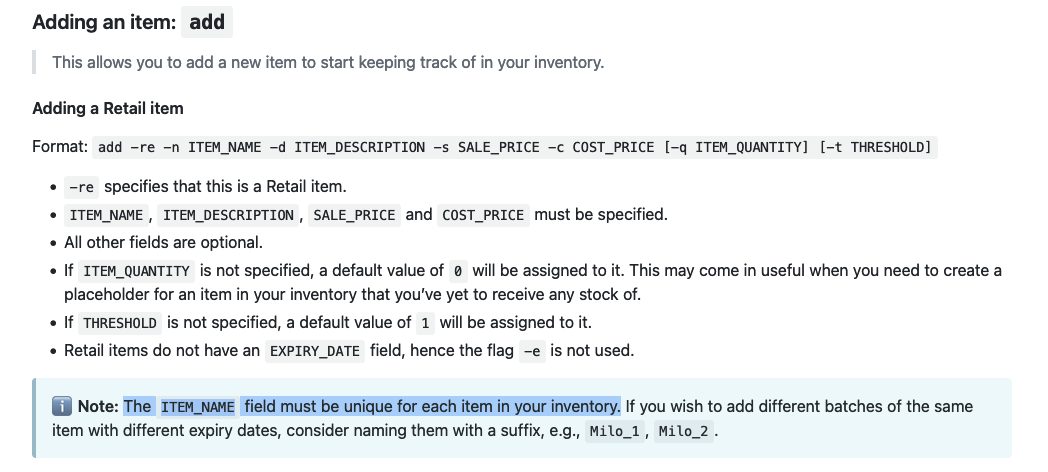 Adding an item: add
This allows you to add a new item to start keeping track of in your inventory.
Adding a Retail item
Format: add -re -n ITEM_NAME -d ITEM_DESCRIPTION -s SALE_PRICE -c COST_PRICE [-q ITEM_QUANTITY] [-t THRESHOLD]
• -re specifies that this is a Retail item.
• ITEM_NAME, ITEM_DESCRIPTION, SALE_PRICE and COST_PRICE must be specified.
• All other fields are optional.
• If ITEM_QUANTITY is not specified, a default value of 0 will be assigned to it. This may come in useful when you need to create a
placeholder for an item in your inventory that you’ve yet to receive any stock of.
• If THRESHOLD is not specified, a default value of 1 will be assigned to it.
• Retail items do not have an EXPIRY_DATE field, hence the flag -e is not used.
ℹ️ Note: The ITEM_NAME field must be unique for each item in your inventory. If you wish to add different batches of the same
item with different expiry dates, consider naming them with a suffix, e.g., Milo_1, Milo_2.